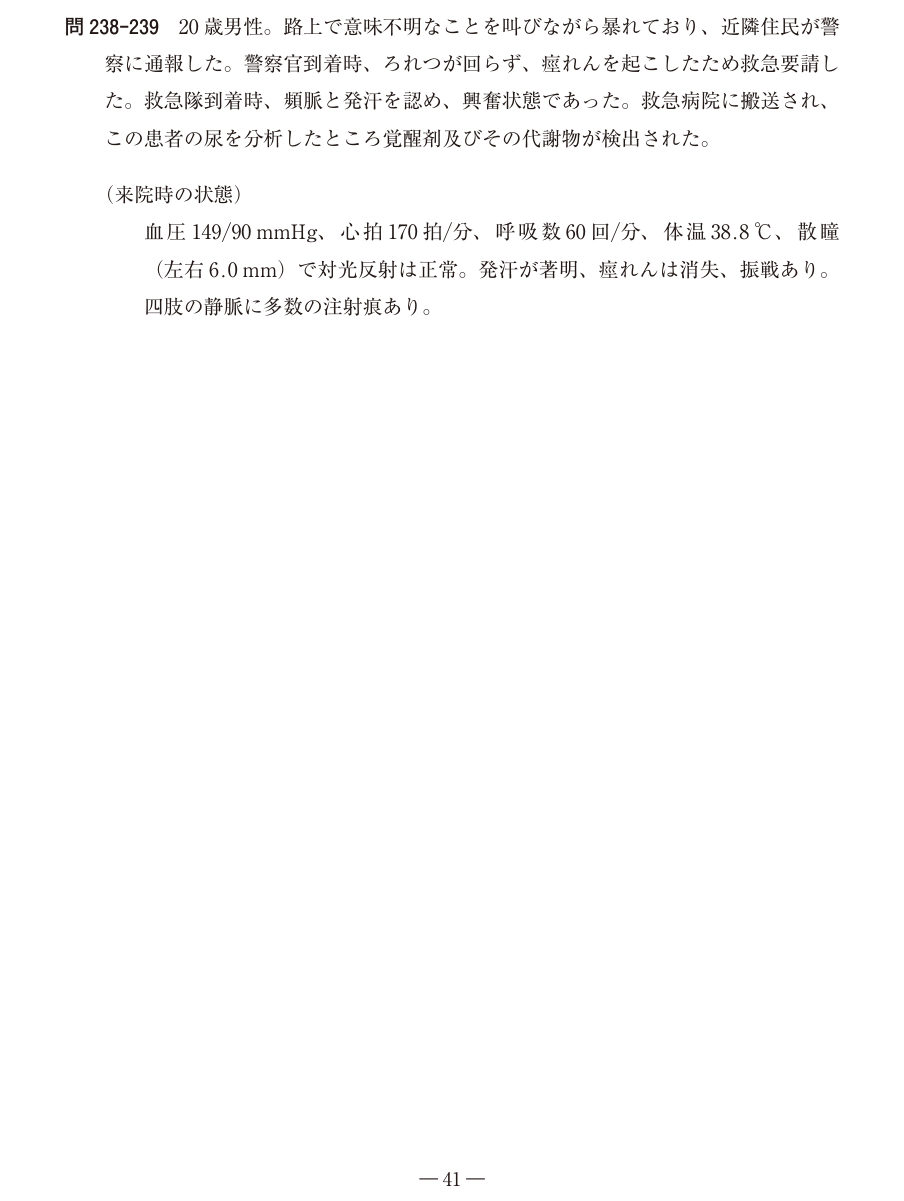 問 238-239 20 歳男性。路上で意味不明なことを叫びながら暴れており、近隣住民が警
察に通報した。警察官到着時、ろれつが回らず、痙れんを起こしたため救急要請し
た。救急隊到着時、頻脈と発汗を認め、興奮状態であった。救急病院に搬送され、
この患者の尿を分析したところ覚醒剤及びその代謝物が検出された。
（来院時の状態）
血圧 149/90 mmHg、心拍 170 拍/分、呼吸数 60 回/分、体温 38.8 ℃、散瞳
（左右 6.0 mm）で対光反射は正常。発汗が著明、痙れんは消失、振戦あり。
四肢の静脈に多数の注射痕あり。
— 41 —